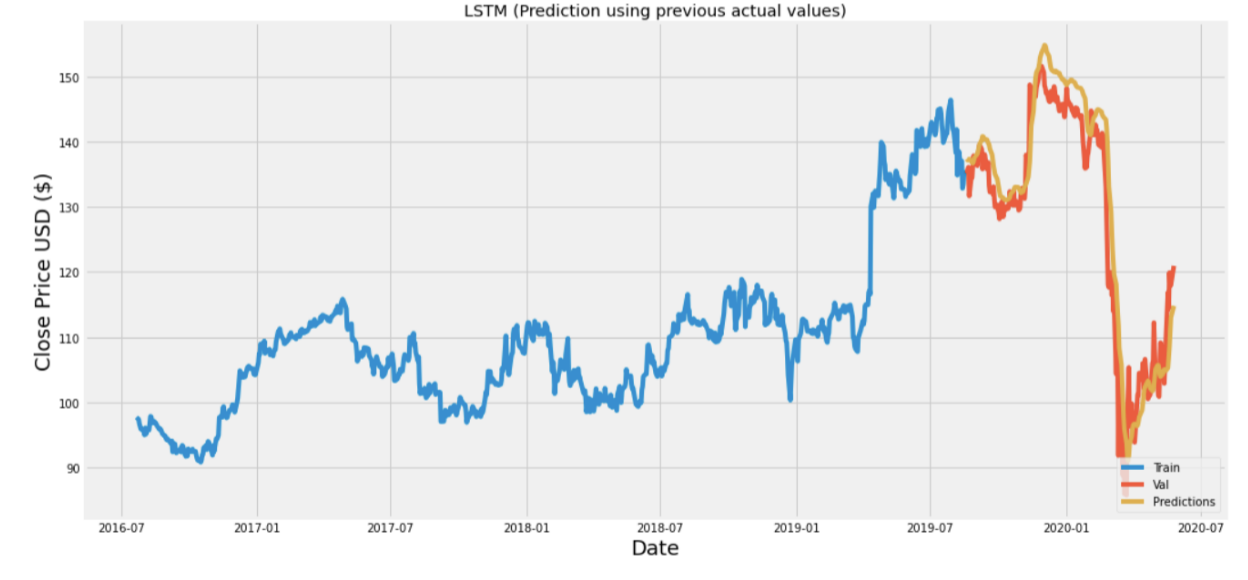 LSTM (Prediction using previous actual values)
Close Price USD ($)
150
140
130
120
110
100
90
Train
Val
Predictions
2016-07 2017-01 2017-07 2018-01 2018-07 2019-01 2019-07 2020-01 2020-07
Date